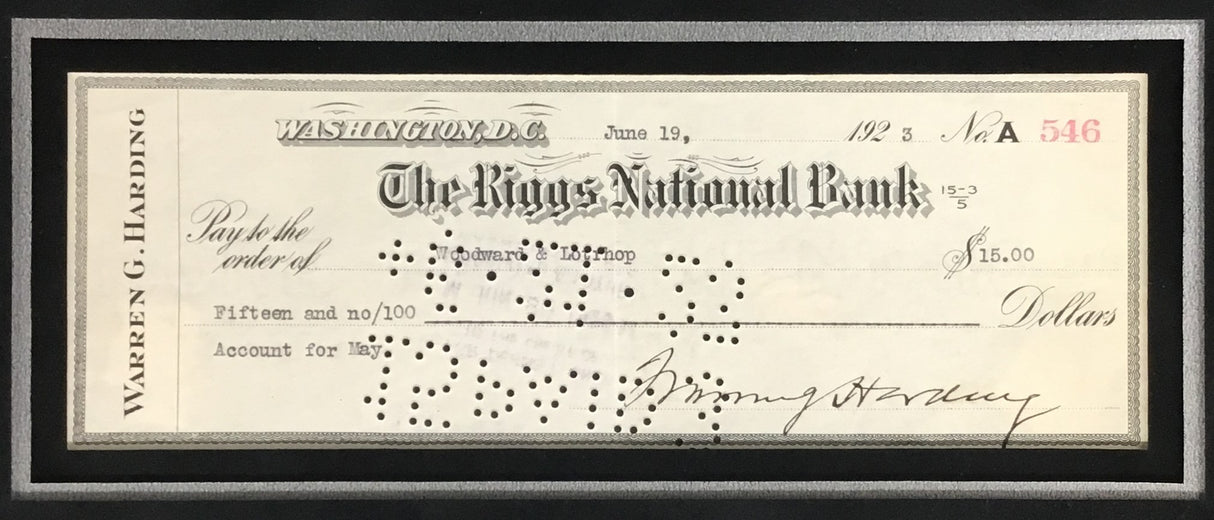 WARREN G. HARDING
WASHINGTON, D.C. June 19, 1923 No. A 546
The Riggs National Bank 15-3/5
Pay to the
order of Woodward & Lothrop $15.00
Fifteen and no/100 Dollars
Account for May
Warren G Harding